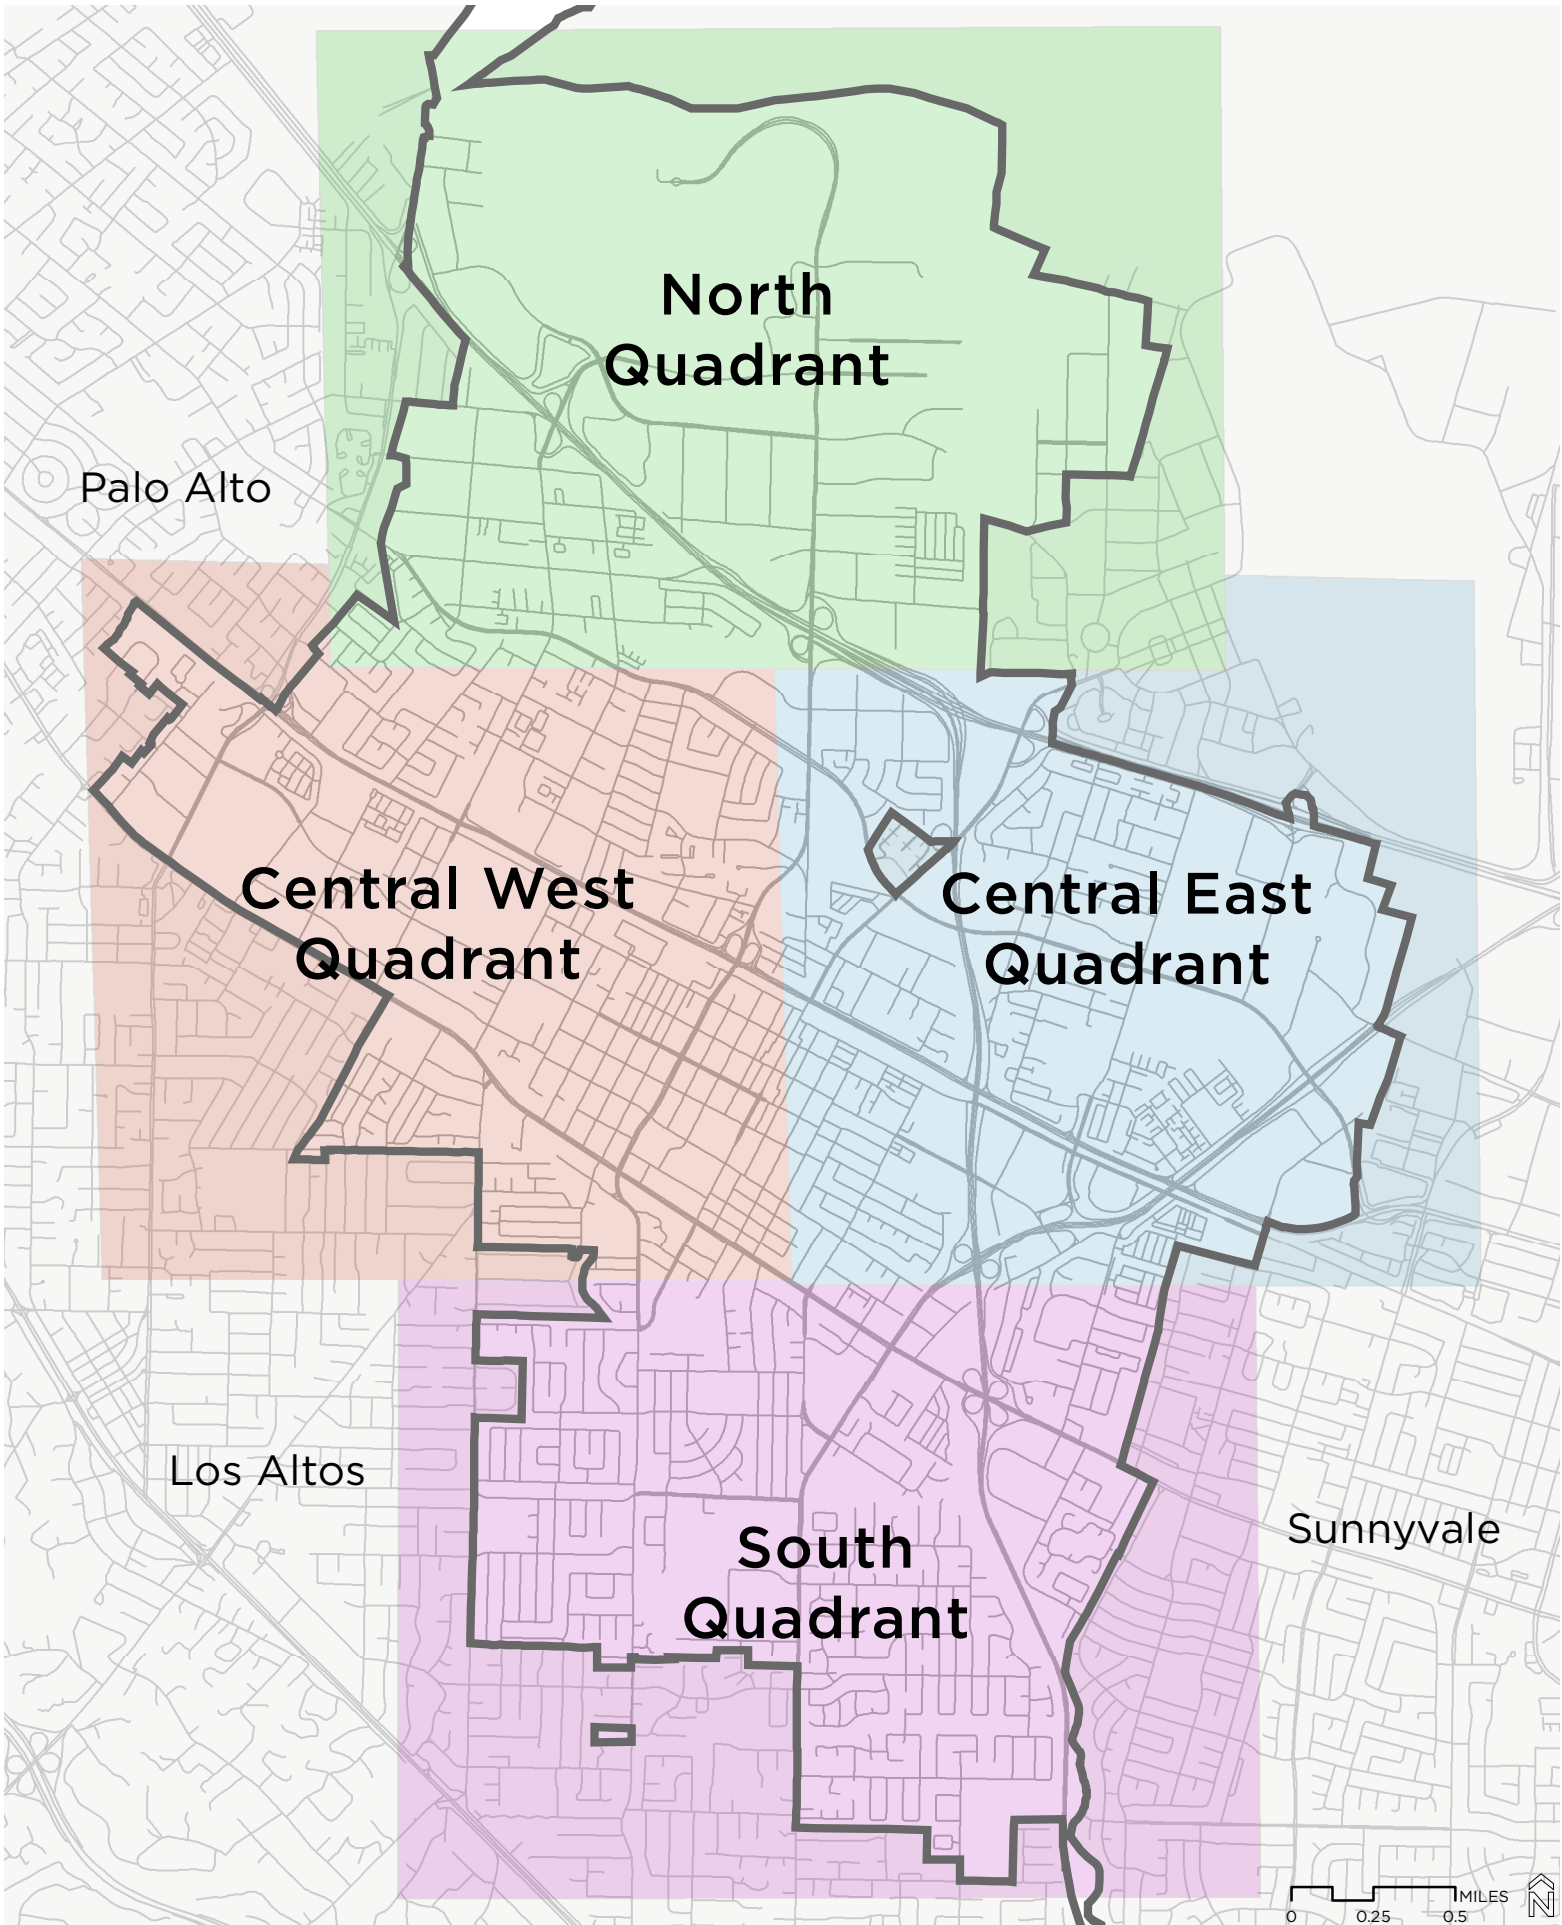 North
Quadrant
Palo Alto
Central West
Quadrant
Central East
Quadrant
Los Altos
South
Quadrant
Sunnyvale
MILES
0 0.25 0.5
N